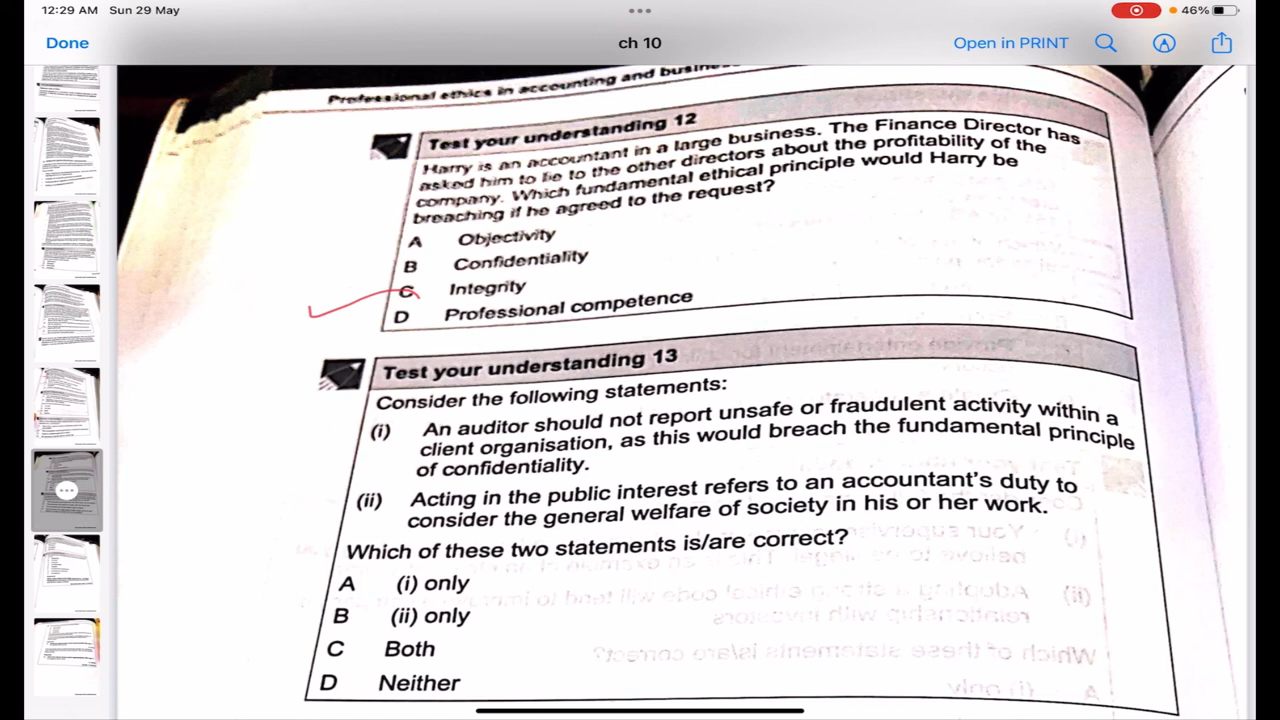 12:29 AM Sun 29 May
46%
Done
ch 10
Open in PRINT
Professional ethics in accounting and
Test your understanding 12
Harry is an accountant in a large business. The Finance Director has
asked him to lie to the other directors about the profitability of the
company. Which fundamental ethical principle would Harry be
breaching if he agreed to the request?
A Objectivity
B Confidentiality
C Integrity
D Professional competence
Test your understanding 13
Consider the following statements:
(i) An auditor should not report unsafe or fraudulent activity within a
client organisation, as this would breach the fundamental principle
of confidentiality.
(ii) Acting in the public interest refers to an accountant's duty to
consider the general welfare of society in his or her work.
Which of these two statements is/are correct?
A (i) only
B (ii) only
C Both
D Neither